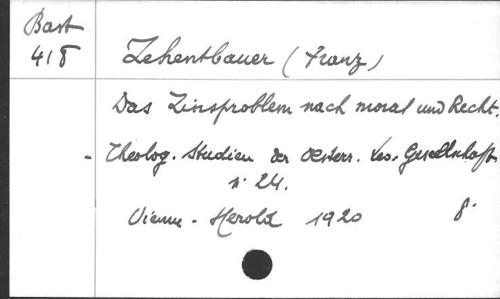 Bast
418
Zehentbauer (Franz)
Das Zinsproblem nach moral und Recht.
- Theolog. Studien der Oesterr. Leo. Gesellschaft.
n° 24.
Vienne - Herold 1920 8°